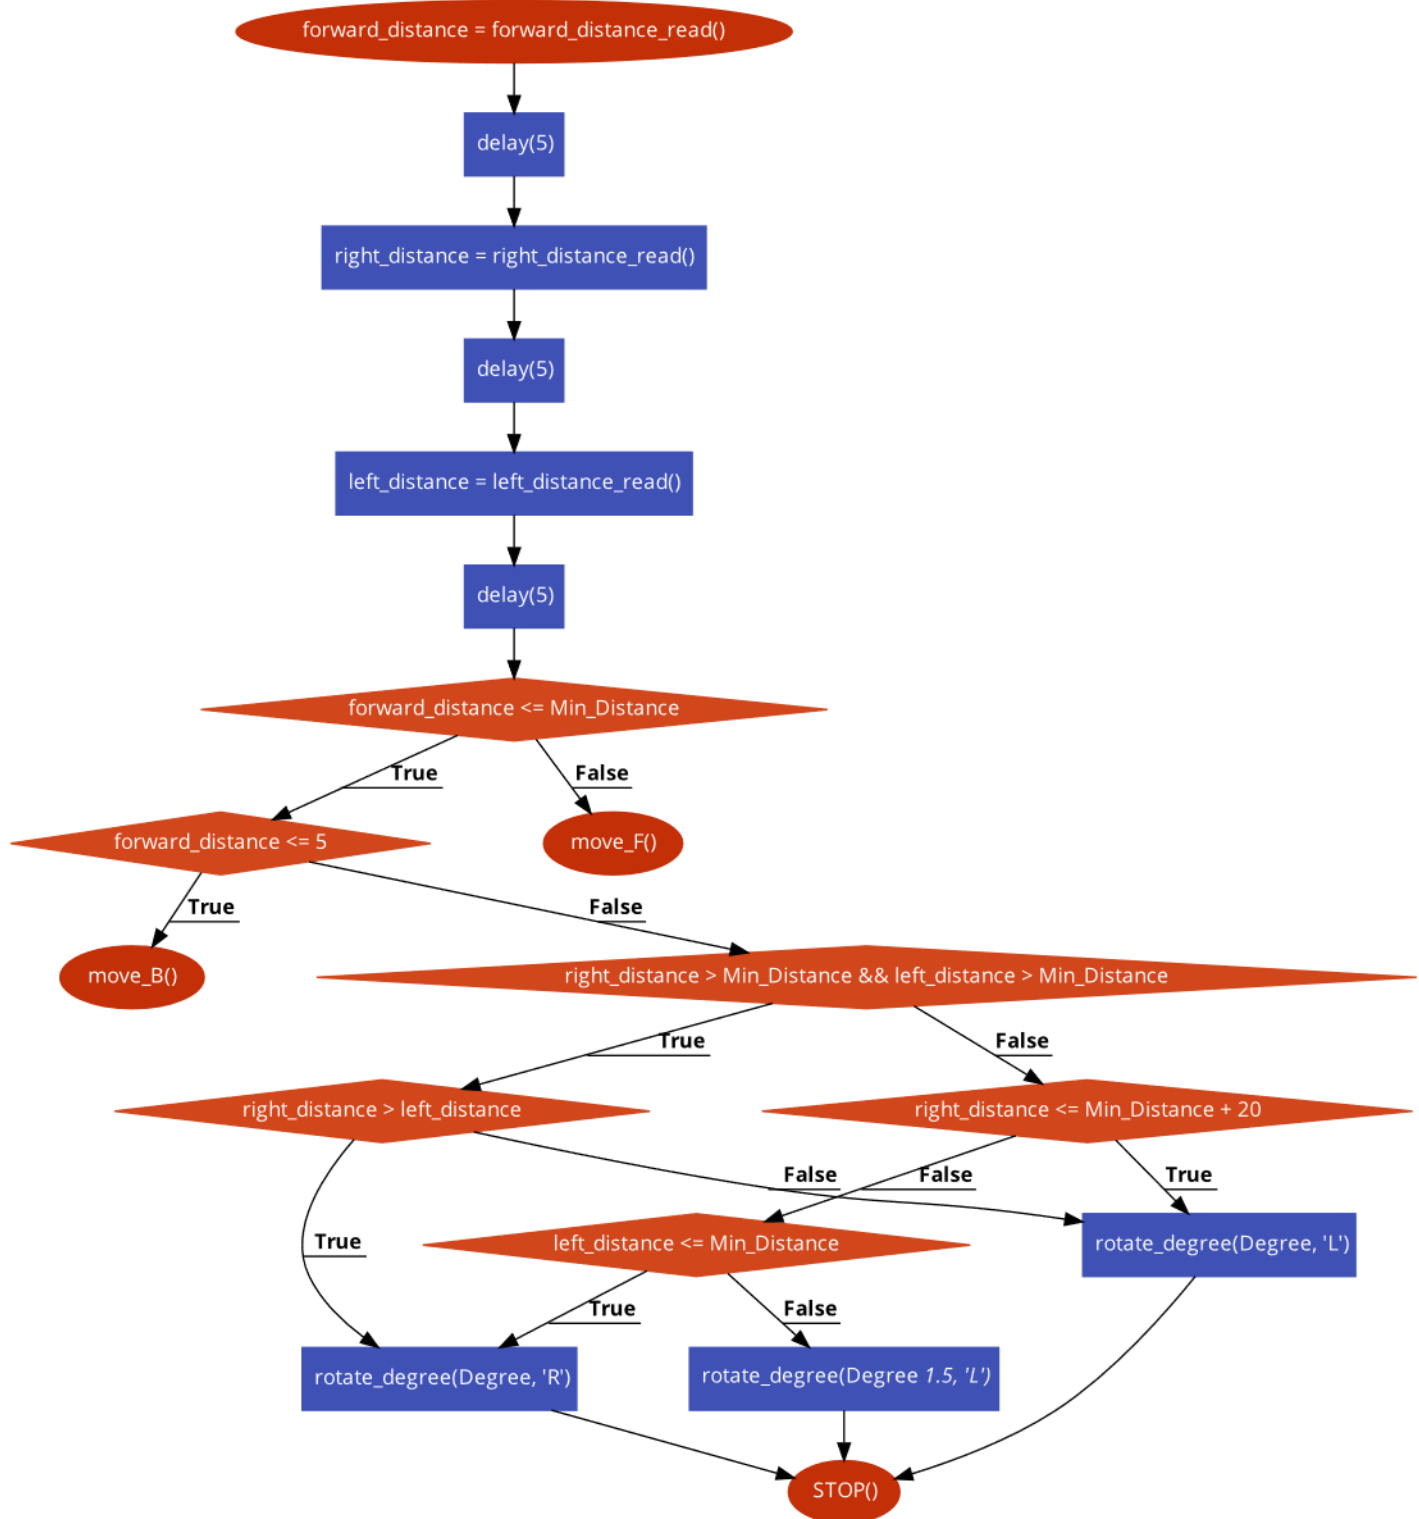 forward_distance = forward_distance_read()
delay(5)
right_distance = right_distance_read()
delay(5)
left_distance = left_distance_read()
delay(5)
forward_distance <= Min_Distance
True
False
forward_distance <= 5
move_F()
True
False
move_B()
right_distance > Min_Distance && left_distance > Min_Distance
True
False
right_distance > left_distance
right_distance <= Min_Distance + 20
False
False
True
True
left_distance <= Min_Distance
rotate_degree(Degree, 'L')
True
False
rotate_degree(Degree, 'R')
rotate_degree(Degree 1.5, 'L')
STOP()